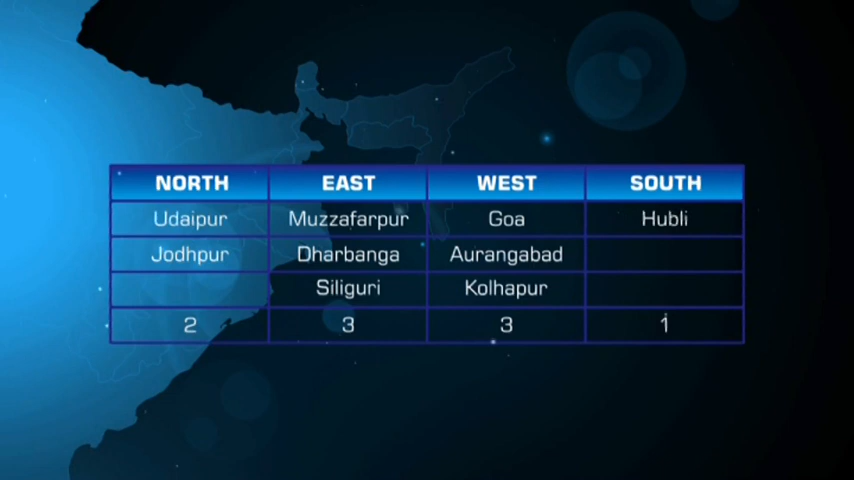 NORTH EAST WEST SOUTH
Udaipur Muzzafarpur Goa Hubli
Jodhpur Dharbanga Aurangabad
Siliguri Kolhapur
2 3 3 1